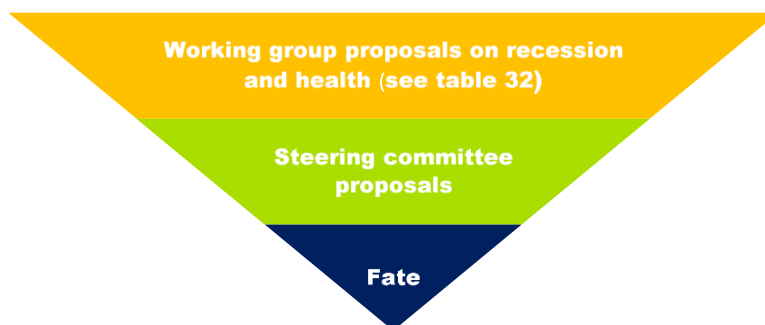 Working group proposals on recession
and health (see table 32)
Steering committee
proposals
Fate